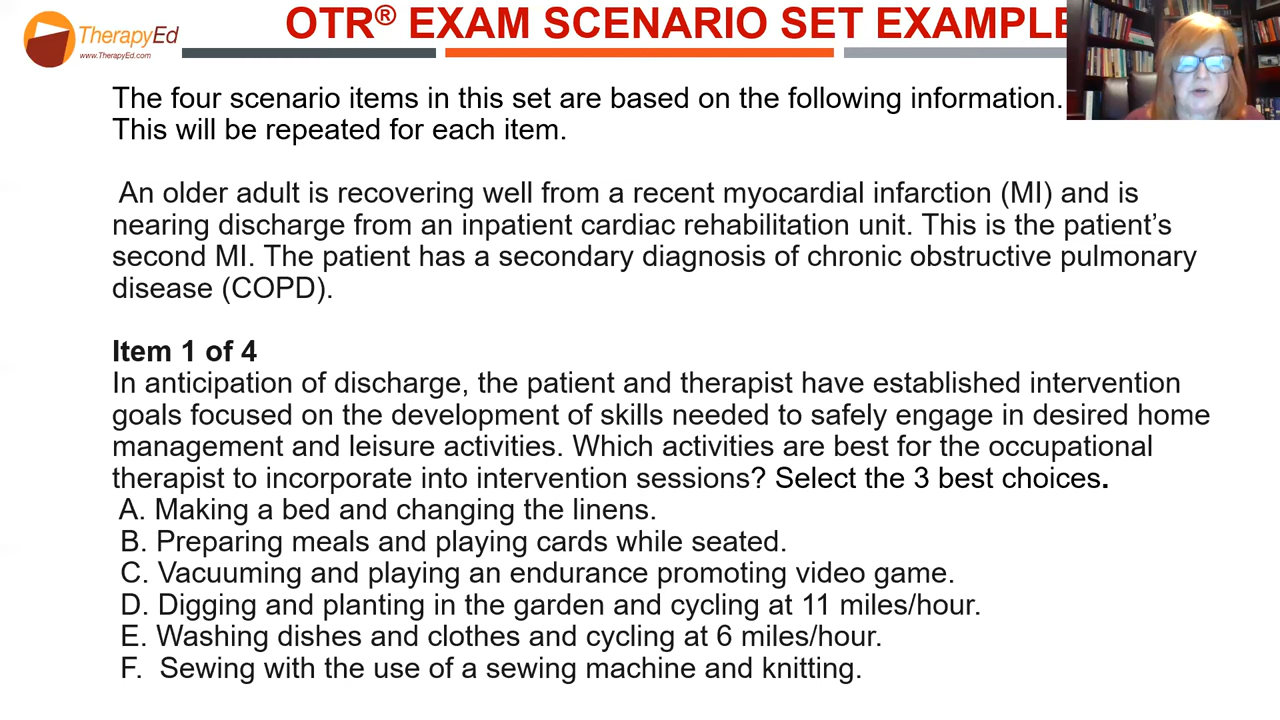 TherapyEd
www.TherapyEd.com
OTR® EXAM SCENARIO SET EXAMPLE
The four scenario items in this set are based on the following information.
This will be repeated for each item.
An older adult is recovering well from a recent myocardial infarction (MI) and is
nearing discharge from an inpatient cardiac rehabilitation unit. This is the patient’s
second MI. The patient has a secondary diagnosis of chronic obstructive pulmonary
disease (COPD).
Item 1 of 4
In anticipation of discharge, the patient and therapist have established intervention
goals focused on the development of skills needed to safely engage in desired home
management and leisure activities. Which activities are best for the occupational
therapist to incorporate into intervention sessions? Select the 3 best choices.
A. Making a bed and changing the linens.
B. Preparing meals and playing cards while seated.
C. Vacuuming and playing an endurance promoting video game.
D. Digging and planting in the garden and cycling at 11 miles/hour.
E. Washing dishes and clothes and cycling at 6 miles/hour.
F. Sewing with the use of a sewing machine and knitting.